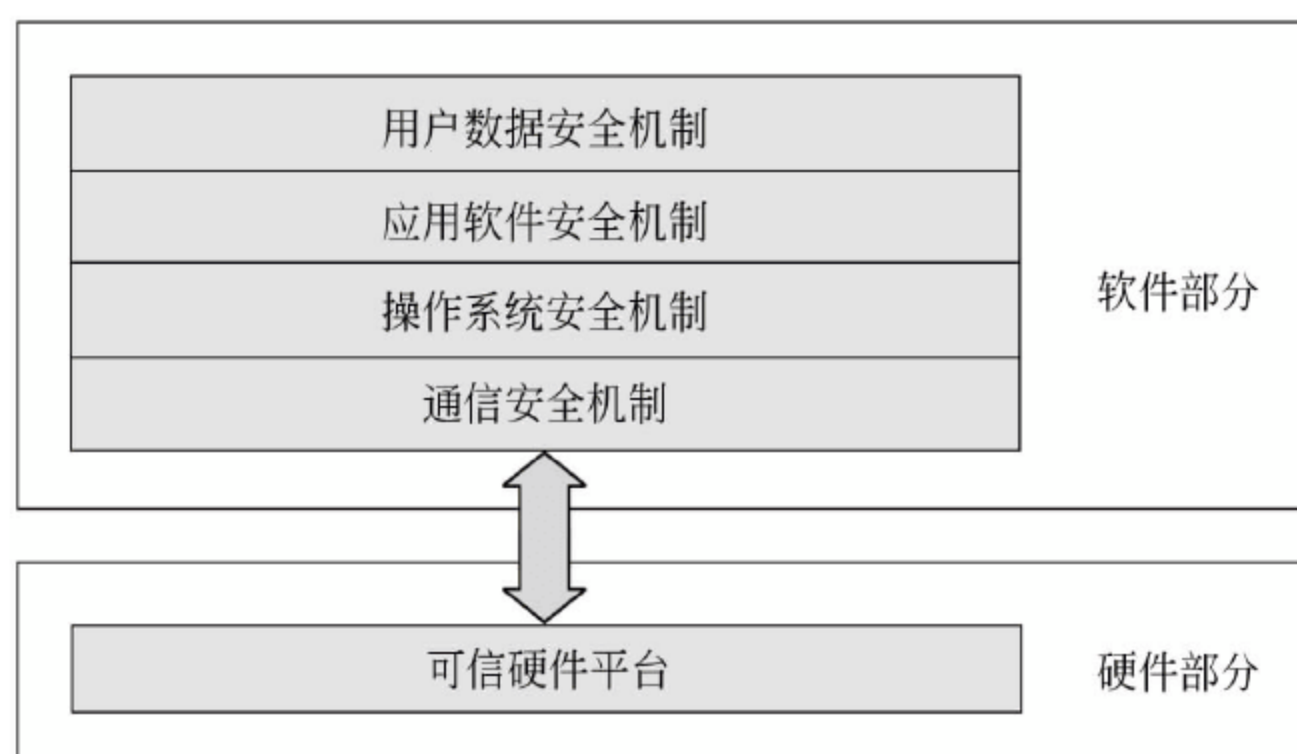 用户数据安全机制
应用软件安全机制
操作系统安全机制
软件部分
通信安全机制
可信硬件平台
硬件部分